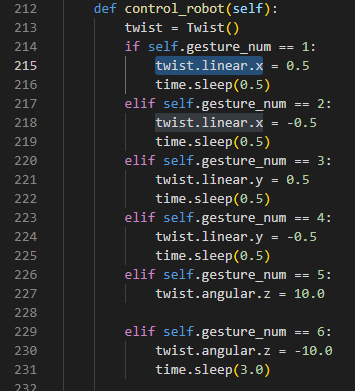 212 def control_robot(self):
213 twist = Twist()
214 if self.gesture_num == 1:
215 twist.linear.x = 0.5
216 time.sleep(0.5)
217 elif self.gesture_num == 2:
218 twist.linear.x = -0.5
219 time.sleep(0.5)
220 elif self.gesture_num == 3:
221 twist.linear.y = 0.5
222 time.sleep(0.5)
223 elif self.gesture_num == 4:
224 twist.linear.y = -0.5
225 time.sleep(0.5)
226 elif self.gesture_num == 5:
227 twist.angular.z = 10.0
228
229 elif self.gesture_num == 6:
230 twist.angular.z = -10.0
231 time.sleep(3.0)
232